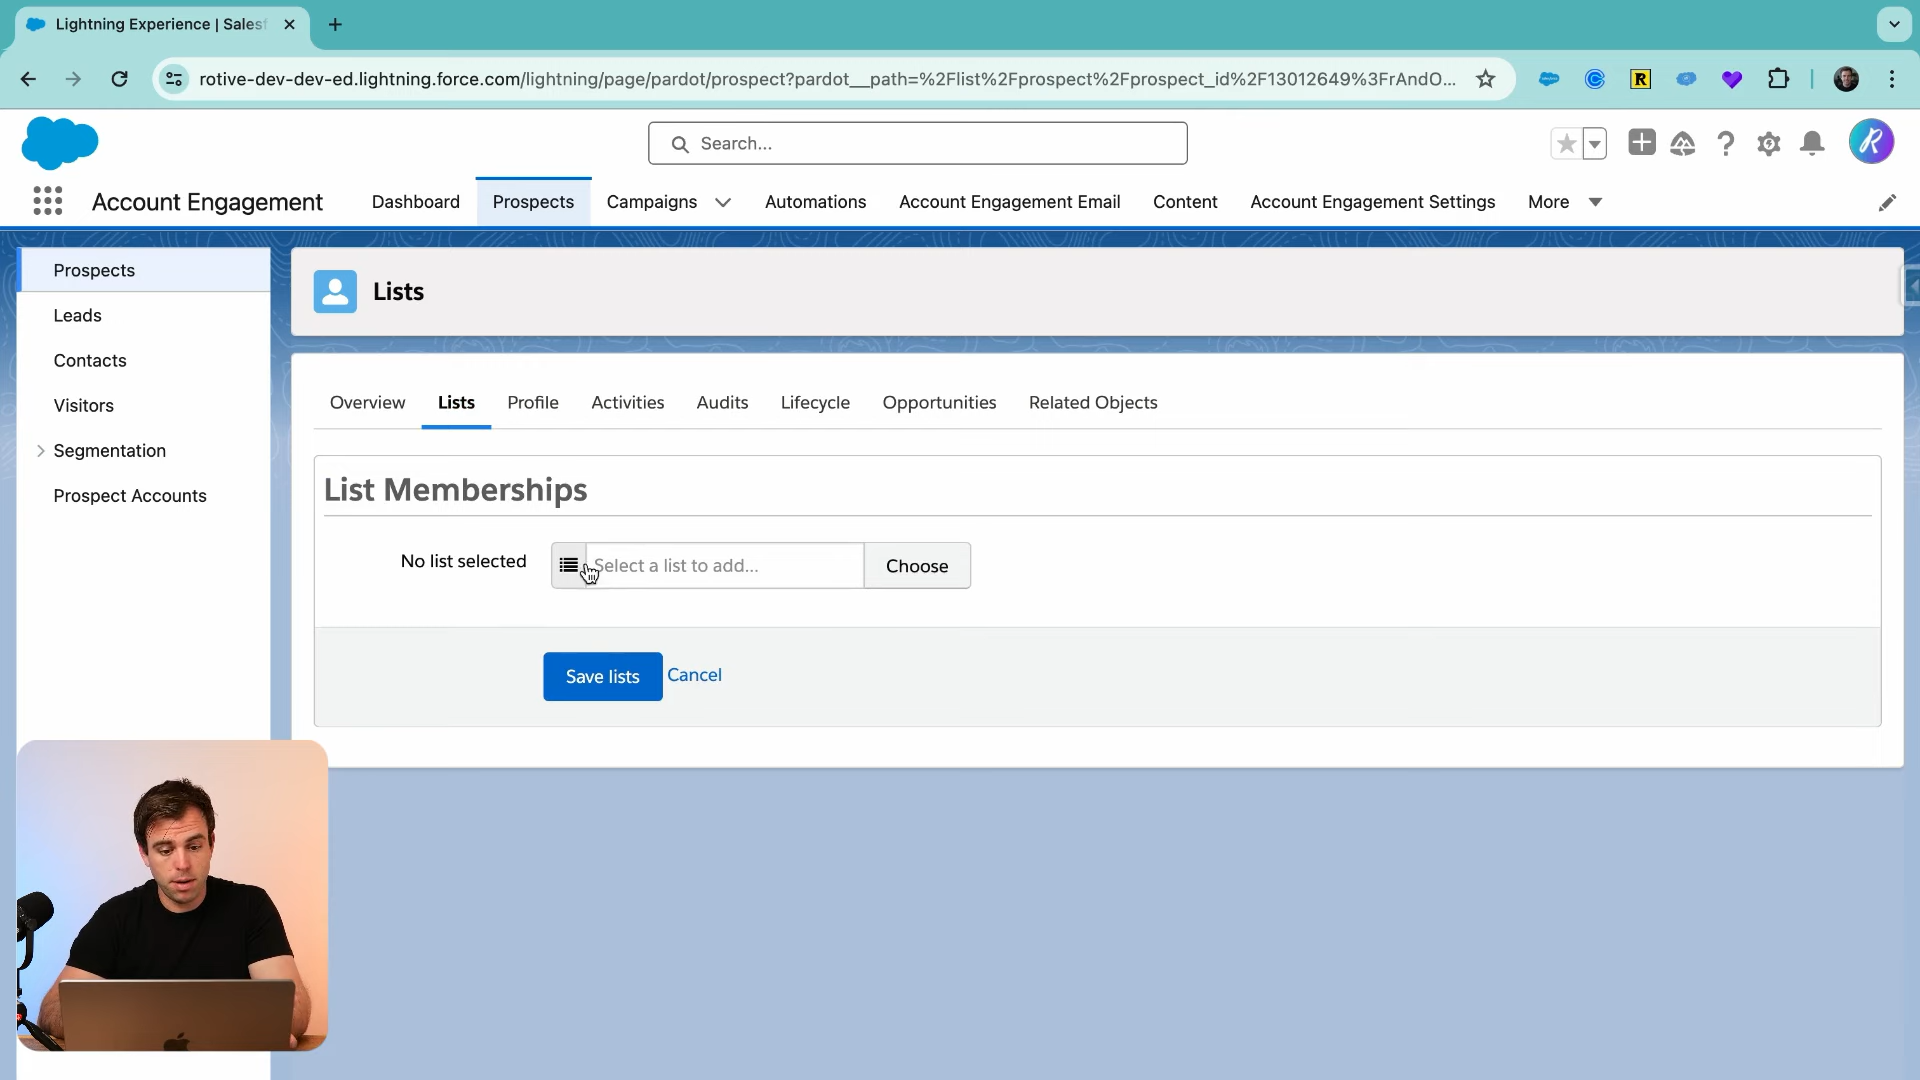 Lightning Experience | Salesf
rotive-dev-dev-ed.lightning.force.com/lightning/page/pardot/prospect?pardot__path=%2Flist%2Fprospect%2Fprospect_id%2F13012649%3FrAndO...
Search...
Account Engagement
Dashboard
Prospects
Campaigns
Automations
Account Engagement Email
Content
Account Engagement Settings
More
Prospects
Leads
Contacts
Visitors
Segmentation
Prospect Accounts
Lists
Overview
Lists
Profile
Activities
Audits
Lifecycle
Opportunities
Related Objects
List Memberships
No list selected
Select a list to add...
Choose
Save lists
Cancel